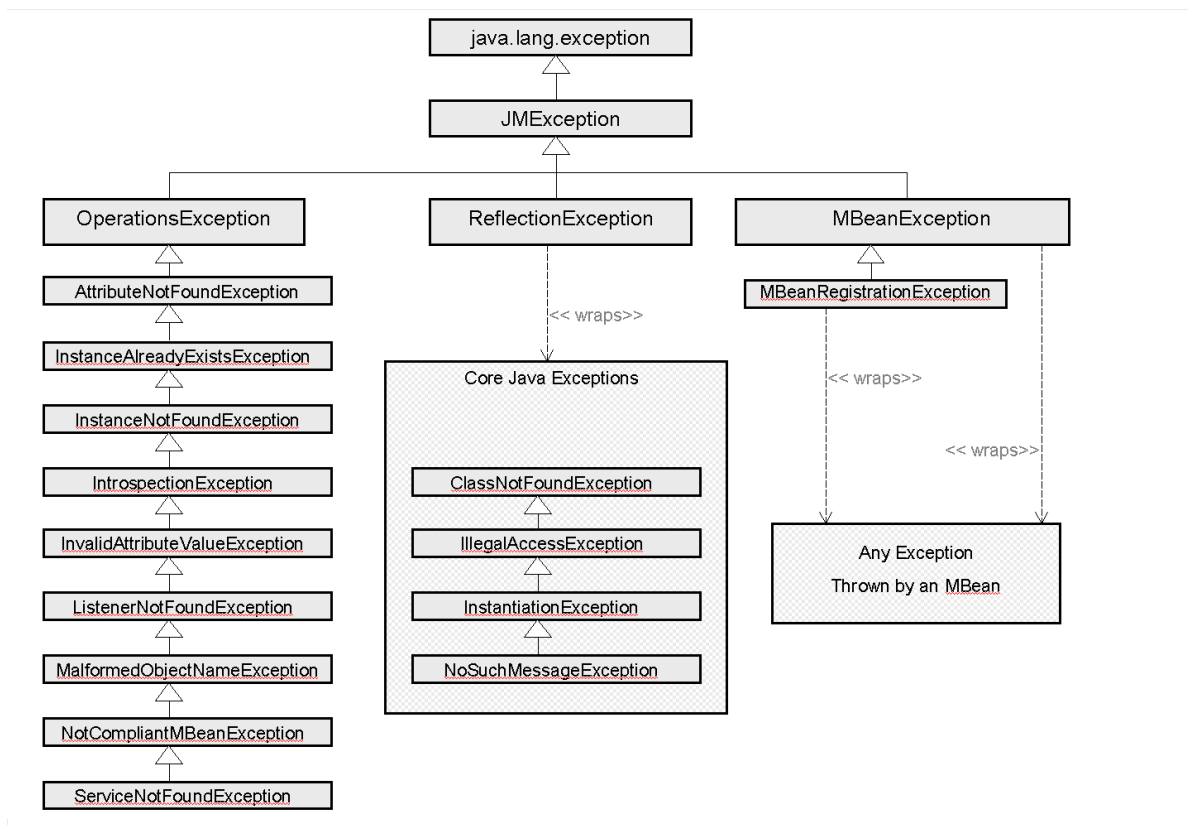 java.lang.exception
JMException
OperationsException
ReflectionException
MBeanException
AttributeNotFoundException
InstanceAlreadyExistsException
InstanceNotFoundException
IntrospectionException
InvalidAttributeValueException
ListenerNotFoundException
MalformedObjectNameException
NotCompliantMBeanException
ServiceNotFoundException
<< wraps>>
Core Java Exceptions
ClassNotFoundException
IllegalAccessException
InstantiationException
NoSuchMessageException
MBeanRegistrationException
<< wraps>>
<< wraps>>
Any Exception
Thrown by an MBean